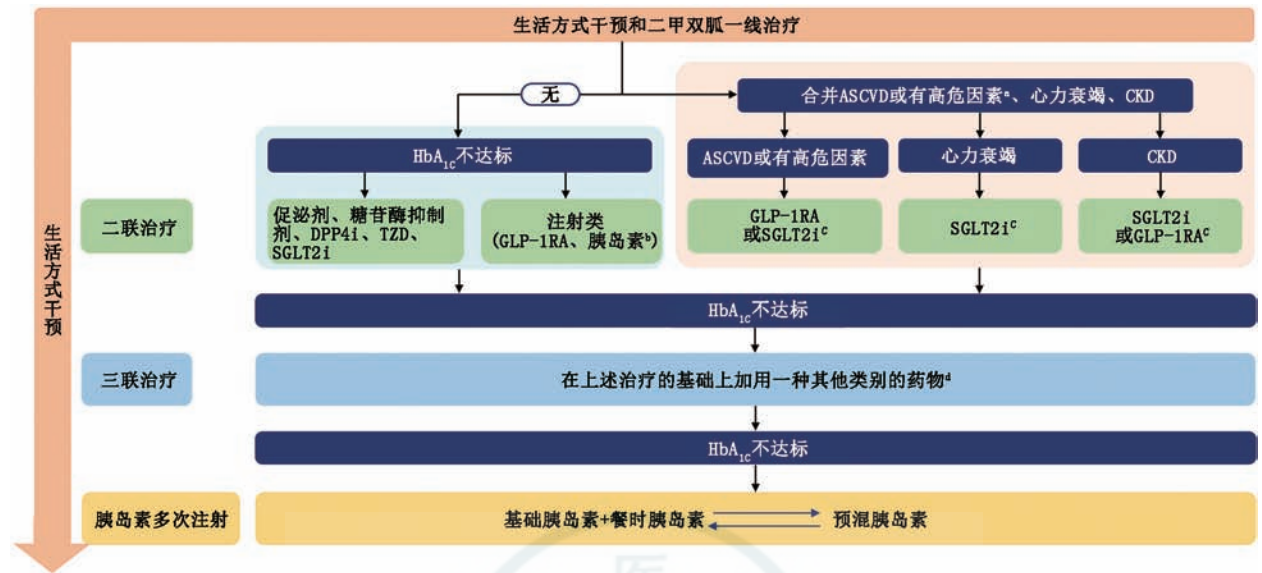 生活方式干预和二甲双胍一线治疗
无
合并ASCVD或有高危因素ᵃ、心力衰竭、CKD
HbA₁C不达标
ASCVD或有高危因素
心力衰竭
CKD
生活方式干预
二联治疗
促泌剂、糖苷酶抑制
剂、DPP4i、TZD、
SGLT2i
注射类
(GLP-1RA、胰岛素ᵇ)
GLP-1RA
或SGLT2iᶜ
SGLT2iᶜ
SGLT2i
或GLP-1RAᶜ
HbA₁C不达标
三联治疗
在上述治疗的基础上加用一种其他类别的药物ᵈ
HbA₁C不达标
胰岛素多次注射
基础胰岛素+餐时胰岛素
预混胰岛素
医